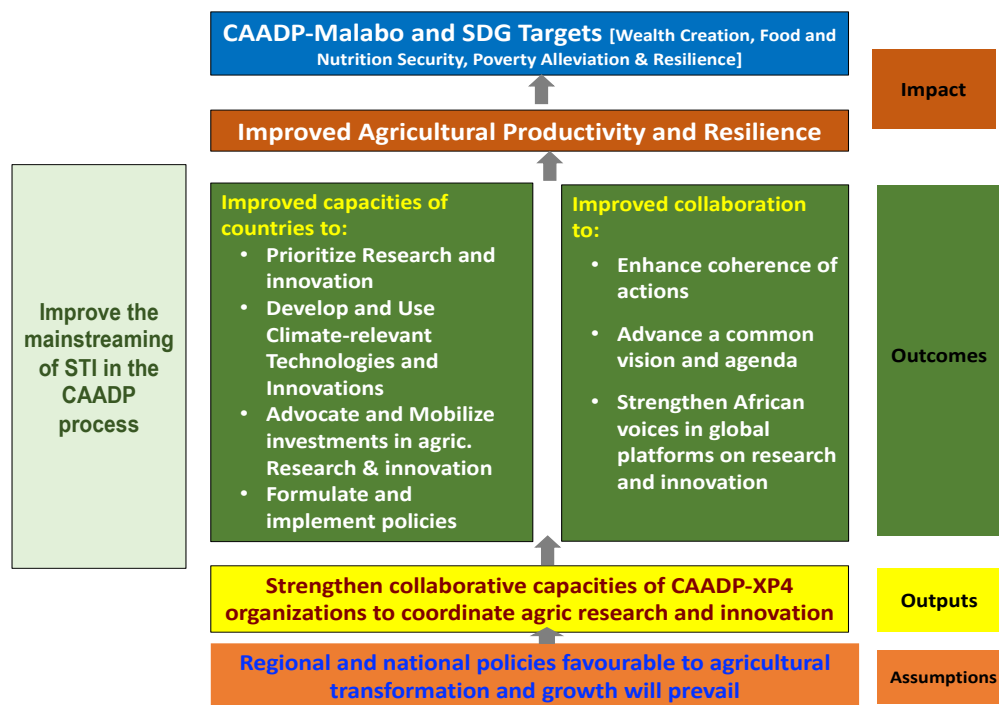 CAADP-Malabo and SDG Targets [Wealth Creation, Food and
Nutrition Security, Poverty Alleviation & Resilience]
Impact
Improved Agricultural Productivity and Resilience
Improve the
mainstreaming
of STI in the
CAADP
process
Improved capacities of
countries to:
• Prioritize Research and
innovation
• Develop and Use
Climate-relevant
Technologies and
Innovations
• Advocate and Mobilize
investments in agric.
Research & innovation
• Formulate and
implement policies
Improved collaboration
to:
• Enhance coherence of
actions
• Advance a common
vision and agenda
• Strengthen African
voices in global
platforms on research
and innovation
Outcomes
Strengthen collaborative capacities of CAADP-XP4
organizations to coordinate agric research and innovation
Outputs
Regional and national policies favourable to agricultural
transformation and growth will prevail
Assumptions